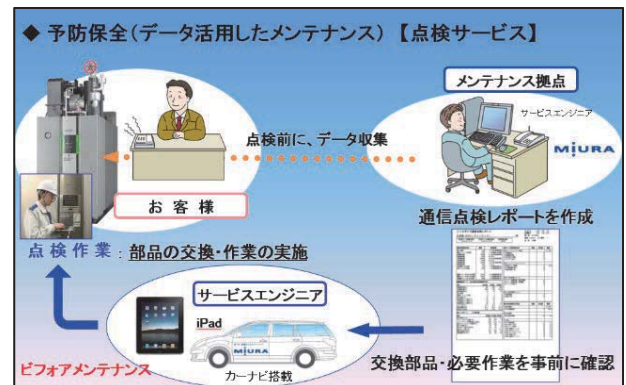 ◆ 予防保全(データ活用したメンテナンス) 【点検サービス】
メンテナンス拠点
サービスエンジニア
MIURA
点検前に、データ収集
お客様
通信点検レポートを作成
点検作業：部品の交換・作業の実施
サービスエンジニア
iPad
MIURA
カーナビ搭載
ビフォアメンテナンス
交換部品・必要作業を事前に確認